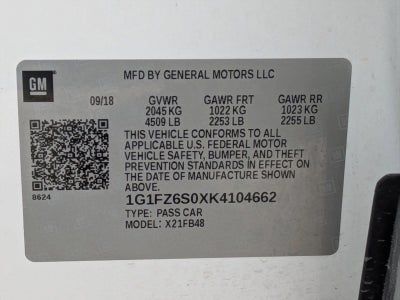 GM
MFD BY GENERAL MOTORS LLC
09/18 GVWR GAWR FRT GAWR RR
2045 KG 1022 KG 1023 KG
4509 LB 2253 LB 2255 LB
THIS VEHICLE CONFORMS TO ALL
APPLICABLE U.S. FEDERAL MOTOR
VEHICLE SAFETY, BUMPER, AND THEFT
PREVENTION STANDARDS IN EFFECT ON
THE DATE OF MANUFACTURE SHOWN
ABOVE.
8624
1G1FZ6S0XK4104662
TYPE: PASS CAR
MODEL: X21FB48